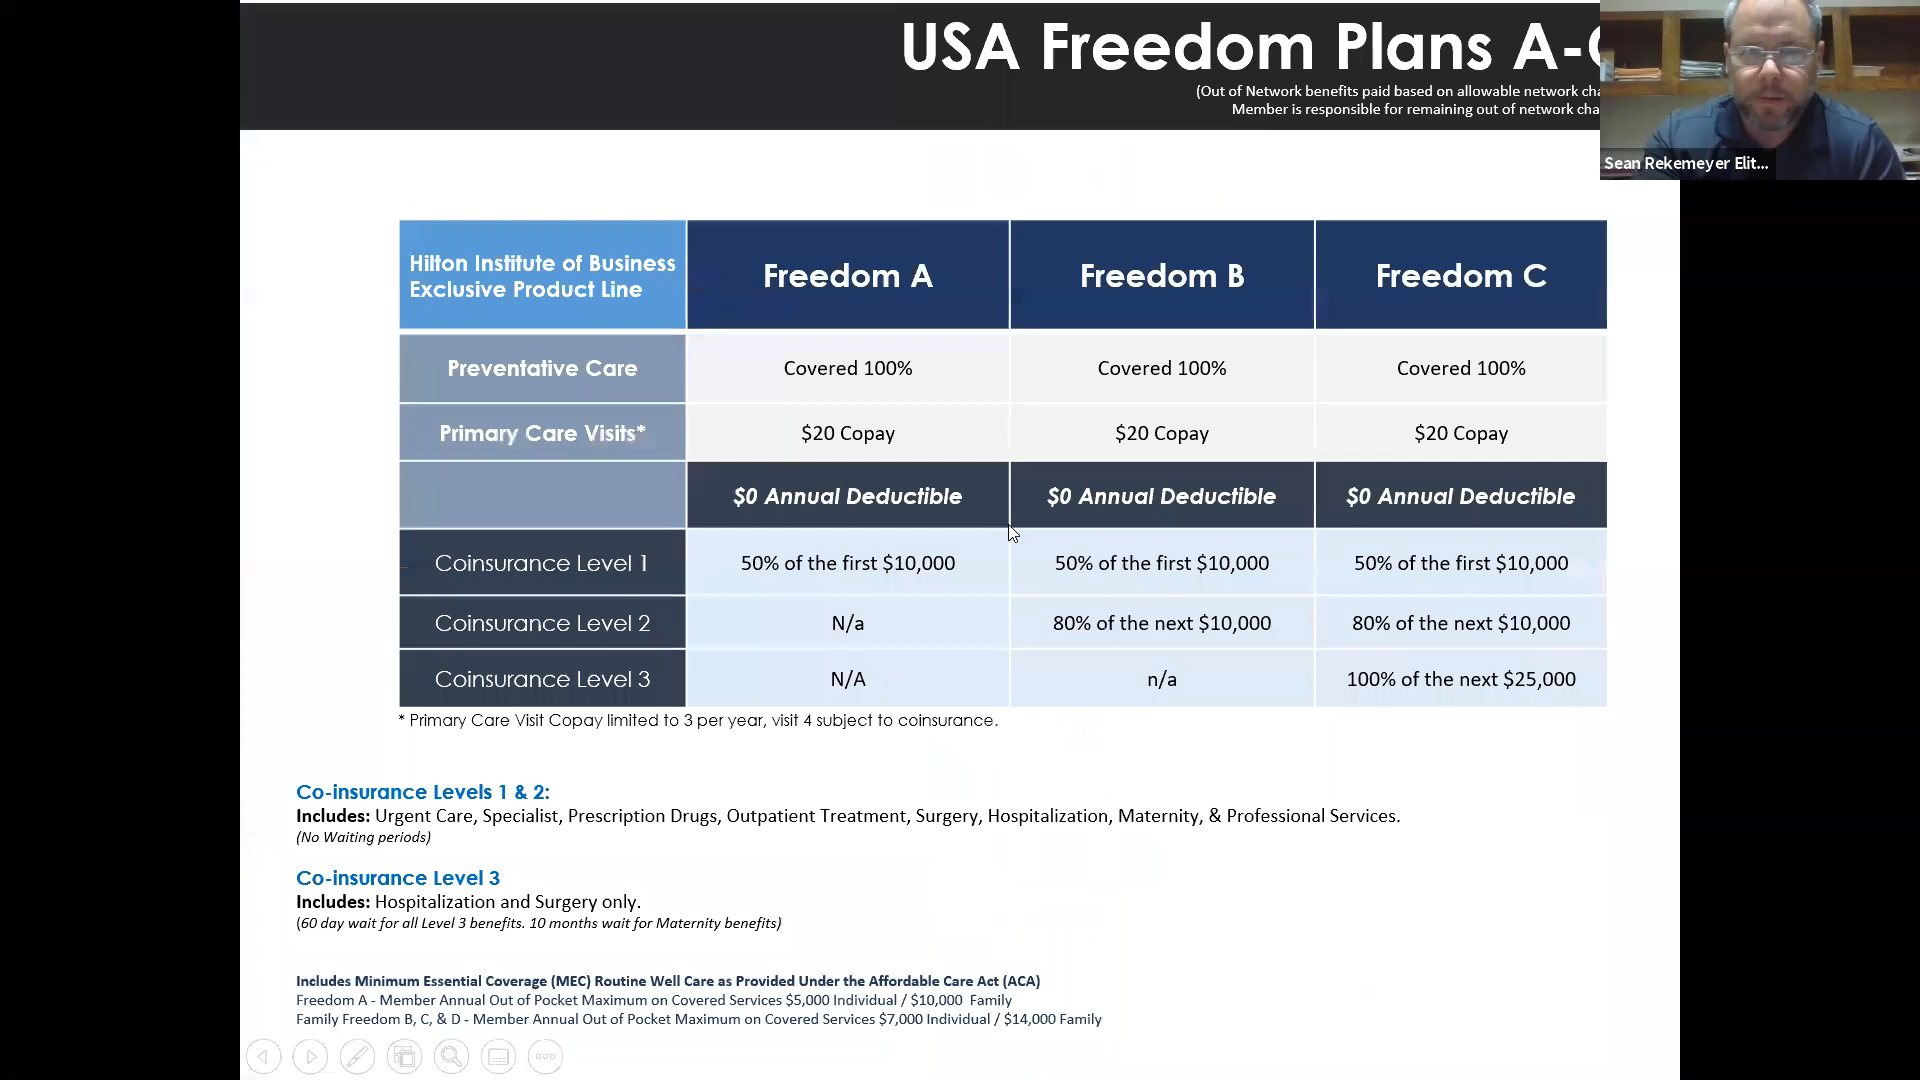 USA Freedom Plans A-
(Out of Network benefits paid based on allowable network
Member is responsible for remaining out of network
Sean Rekemeyer Elit...
Hilton Institute of Business
Exclusive Product Line
Freedom A
Freedom B
Freedom C
Preventative Care
Covered 100%
Covered 100%
Covered 100%
Primary Care Visits*
$20 Copay
$20 Copay
$20 Copay
$0 Annual Deductible
$0 Annual Deductible
$0 Annual Deductible
Coinsurance Level 1
50% of the first $10,000
50% of the first $10,000
50% of the first $10,000
Coinsurance Level 2
N/a
80% of the next $10,000
80% of the next $10,000
Coinsurance Level 3
N/A
n/a
100% of the next $25,000
* Primary Care Visit Copay limited to 3 per year, visit 4 subject to coinsurance.
Co-insurance Levels 1 & 2:
Includes: Urgent Care, Specialist, Prescription Drugs, Outpatient Treatment, Surgery, Hospitalization, Maternity, & Professional Services.
(No Waiting periods)
Co-insurance Level 3
Includes: Hospitalization and Surgery only.
(60 day wait for all Level 3 benefits. 10 months wait for Maternity benefits)
Includes Minimum Essential Coverage (MEC) Routine Well Care as Provided Under the Affordable Care Act (ACA)
Freedom A - Member Annual Out of Pocket Maximum on Covered Services $5,000 Individual / $10,000 Family
Family Freedom B, C, & D - Member Annual Out of Pocket Maximum on Covered Services $7,000 Individual / $14,000 Family